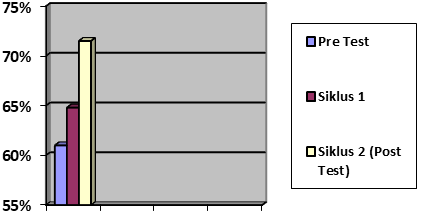 75%
70%
65%
60%
55%
Pre Test
Siklus 1
Siklus 2 (Post
Test)